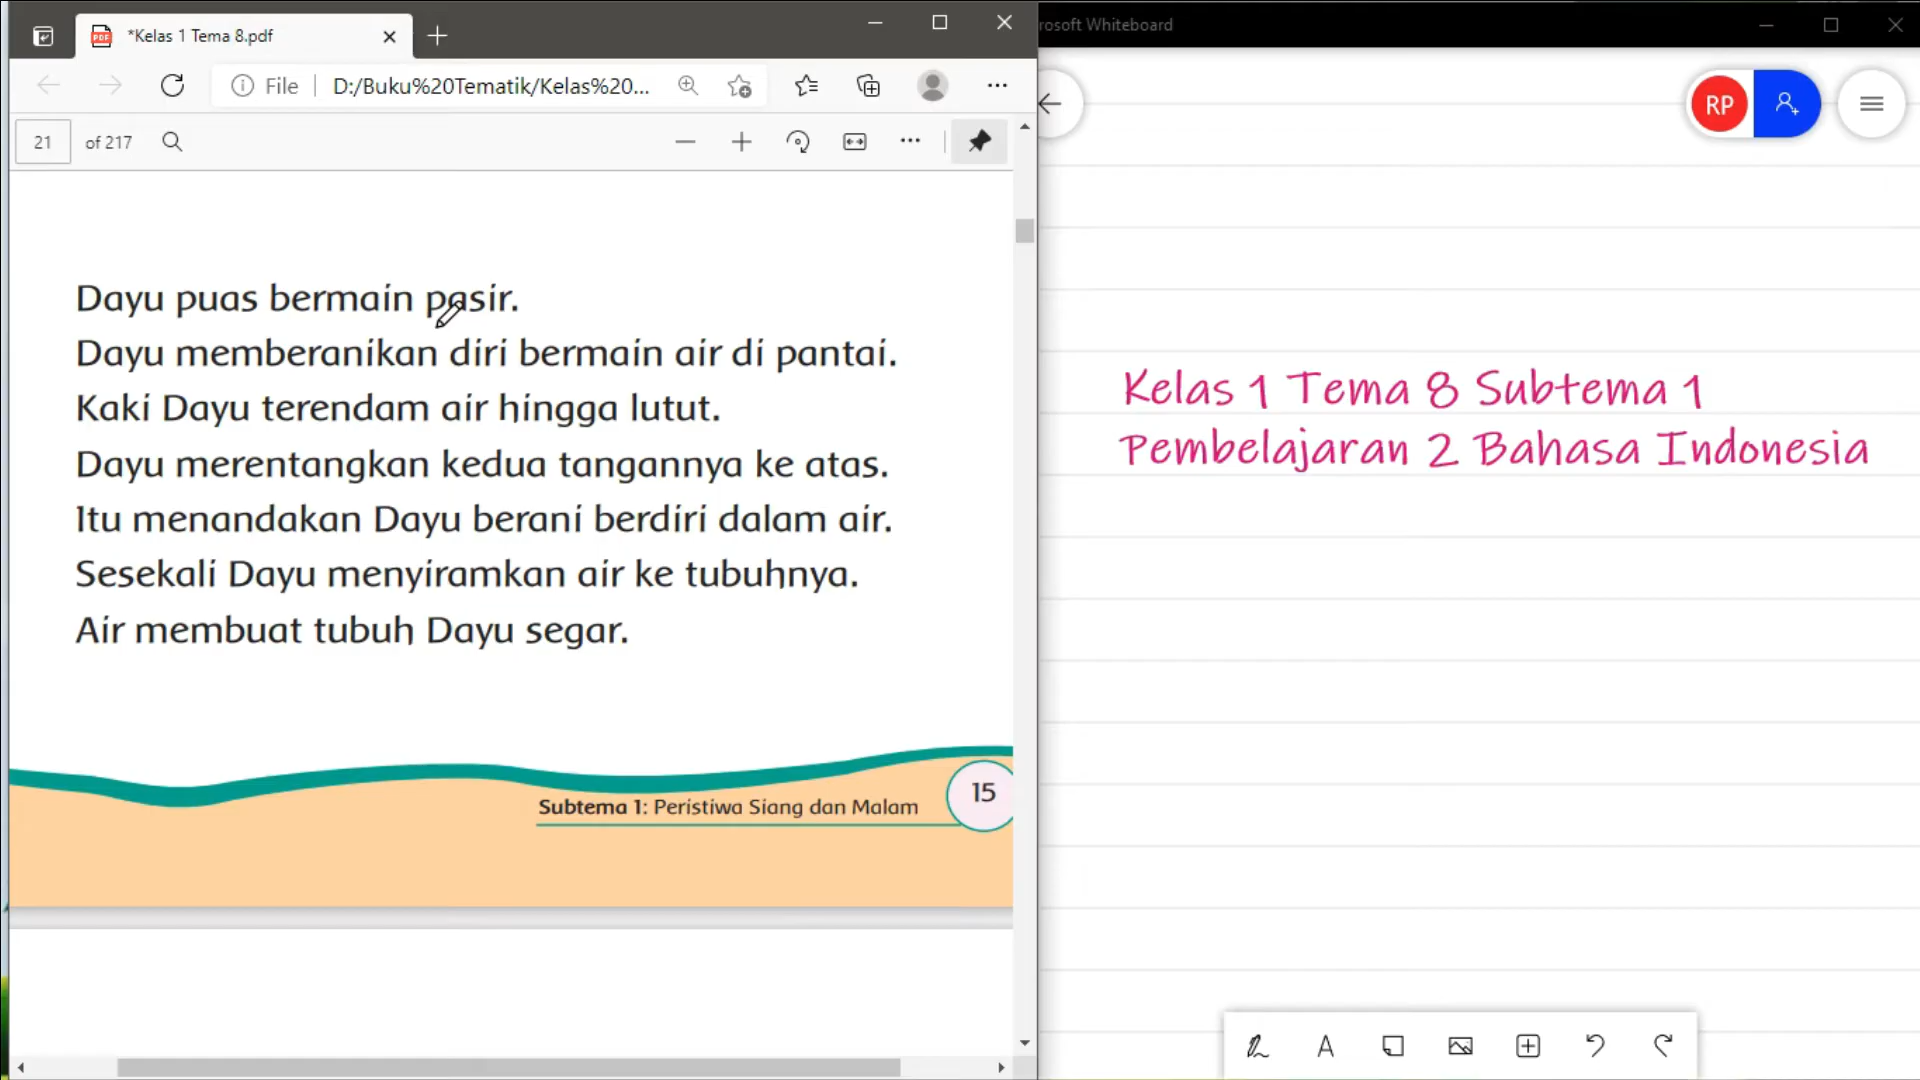 *Kelas 1 Tema 8.pdf
File
D:/Buku%20Tematik/Kelas%20...
21 of 217
Dayu puas bermain pasir.
Dayu memberanikan diri bermain air di pantai.
Kaki Dayu terendam air hingga lutut.
Dayu merentangkan kedua tangannya ke atas.
Itu menandakan Dayu berani berdiri dalam air.
Sesekali Dayu menyiramkan air ke tubuhnya.
Air membuat tubuh Dayu segar.
Subtema 1: Peristiwa Siang dan Malam
15
rosoft Whiteboard
RP
Kelas 1 Tema 8 Subtema 1
Pembelajaran 2 Bahasa Indonesia